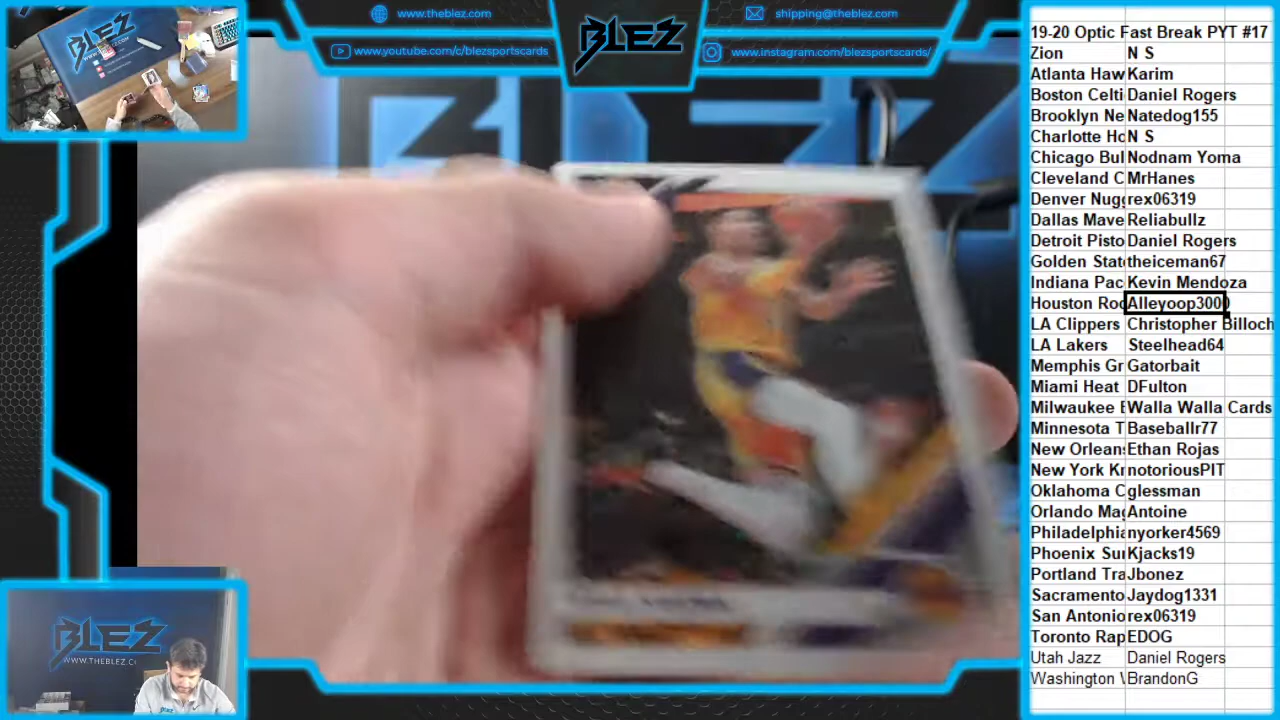 www.theblez.com
www.youtube.com/c/blezsportscards
BLEZ
shipping@theblez.com
www.instagram.com/blezsportscards/
19-20 Optic Fast Break PYT #17
Zion N S
Atlanta Haw Karim
Boston Celti Daniel Rogers
Brooklyn Ne Natedog155
Charlotte Ho N S
Chicago Bul Nodnam Yoma
Cleveland C MrHanes
Denver Nugg rex06319
Dallas Mave Reliabullz
Detroit Pisto Daniel Rogers
Golden State theiceman67
Indiana Pac Kevin Mendoza
Houston Roc Alleyoop3000
LA Clippers Christopher Billoch
LA Lakers Steelhead64
Memphis Gr Gatorbait
Miami Heat DFulton
Milwaukee B Walla Walla Cards
Minnesota T Baseballr77
New Orleans Ethan Rojas
New York Kn notoriousPIT
Oklahoma C glessman
Orlando Mag Antoine
Philadelphia nyorker4569
Phoenix Sun Kjacks19
Portland Tra Jbonez
Sacramento Jaydog1331
San Antonio rex06319
Toronto Rap EDOG
Utah Jazz Daniel Rogers
Washington W BrandonG
BLEZ
BLEZ
BLEZ
WWW.THEBLEZ.CO
BLEZ